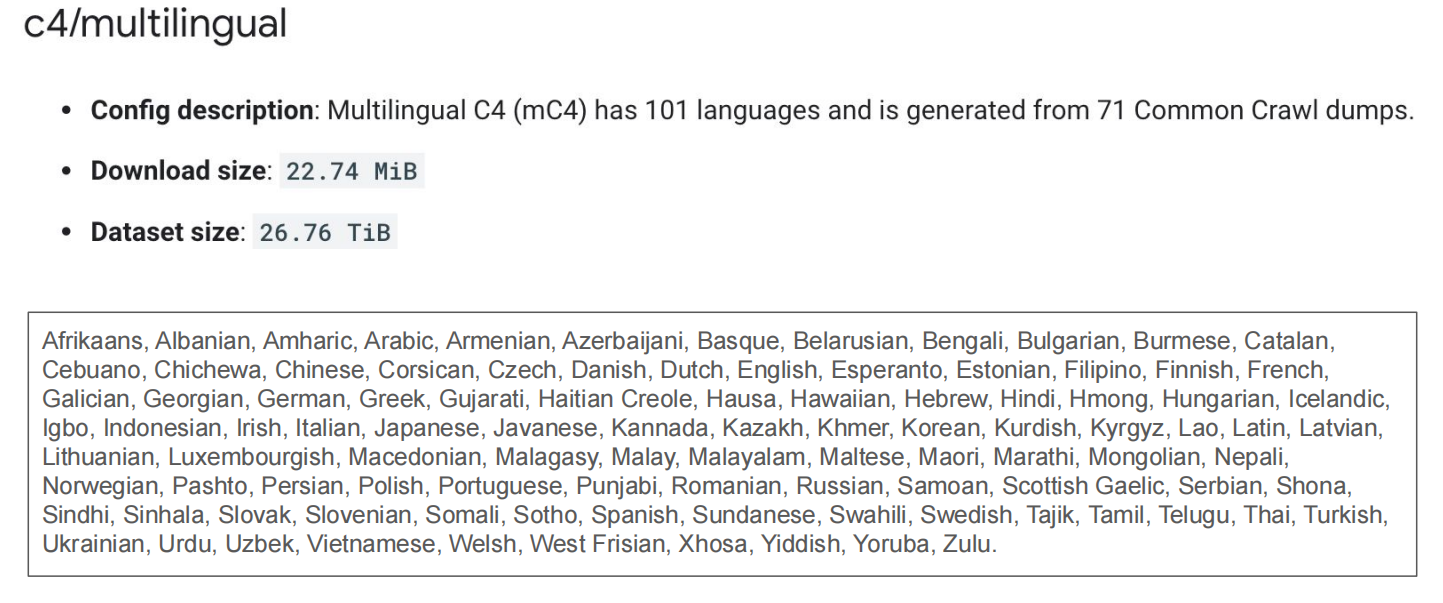 c4/multilingual
• Config description: Multilingual C4 (mC4) has 101 languages and is generated from 71 Common Crawl dumps.
• Download size: 22.74 MiB
• Dataset size: 26.76 TiB
Afrikaans, Albanian, Amharic, Arabic, Armenian, Azerbaijani, Basque, Belarusian, Bengali, Bulgarian, Burmese, Catalan,
Cebuano, Chichewa, Chinese, Corsican, Czech, Danish, Dutch, English, Esperanto, Estonian, Filipino, Finnish, French,
Galician, Georgian, German, Greek, Gujarati, Haitian Creole, Hausa, Hawaiian, Hebrew, Hindi, Hmong, Hungarian, Icelandic,
Igbo, Indonesian, Irish, Italian, Japanese, Javanese, Kannada, Kazakh, Khmer, Korean, Kurdish, Kyrgyz, Lao, Latin, Latvian,
Lithuanian, Luxembourgish, Macedonian, Malagasy, Malay, Malayalam, Maltese, Maori, Marathi, Mongolian, Nepali,
Norwegian, Pashto, Persian, Polish, Portuguese, Punjabi, Romanian, Russian, Samoan, Scottish Gaelic, Serbian, Shona,
Sindhi, Sinhala, Slovak, Slovenian, Somali, Sotho, Spanish, Sundanese, Swahili, Swedish, Tajik, Tamil, Telugu, Thai, Turkish,
Ukrainian, Urdu, Uzbek, Vietnamese, Welsh, West Frisian, Xhosa, Yiddish, Yoruba, Zulu.